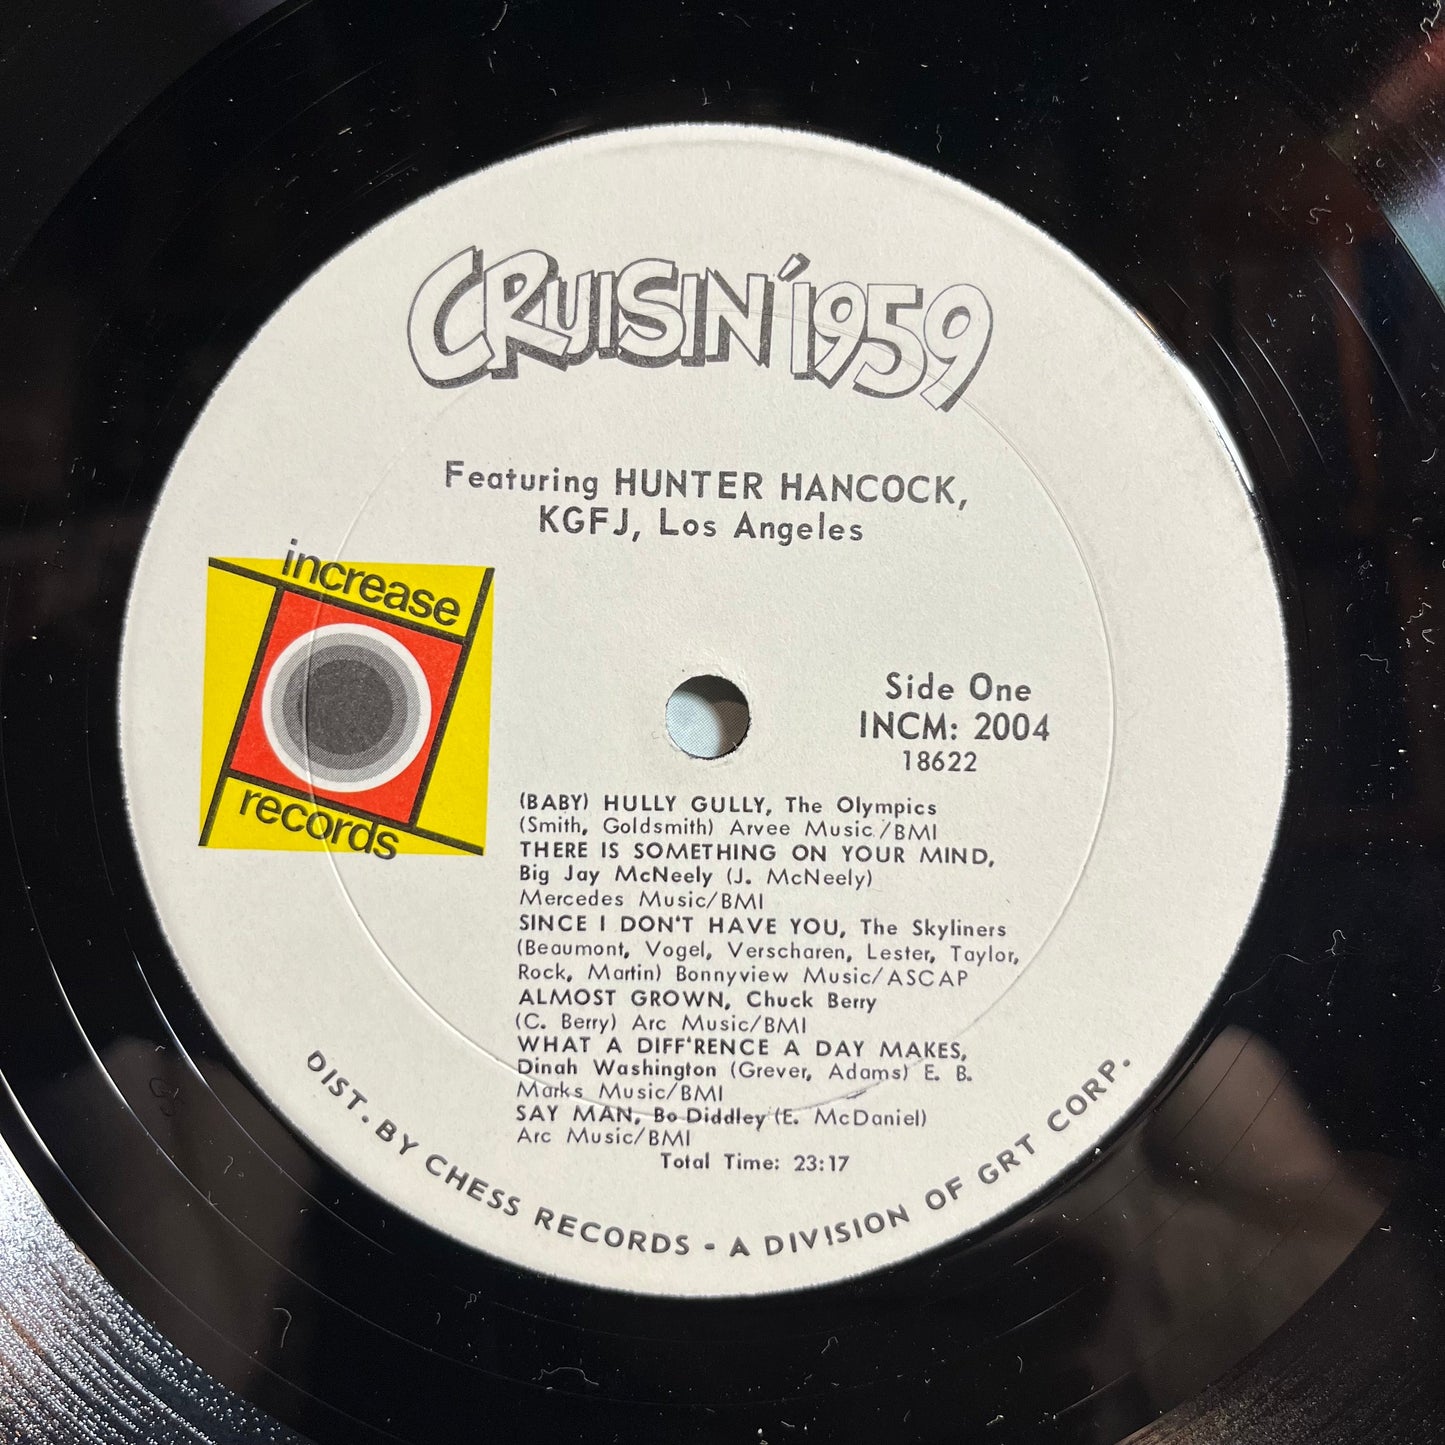 CRUISIN' 1959
Featuring HUNTER HANCOCK,
KGFJ, Los Angeles
increase
records
Side One
INCM: 2004
18622
(BABY) HULLY GULLY, The Olympics
(Smith, Goldsmith) Arvee Music/BMI
THERE IS SOMETHING ON YOUR MIND,
Big Jay McNeely (J. McNeely)
Mercedes Music/BMI
SINCE I DON'T HAVE YOU, The Skyliners
(Beaumont, Vogel, Verscharen, Lester, Taylor,
Rock, Martin) Bonnyview Music/ASCAP
ALMOST GROWN, Chuck Berry
(C. Berry) Arc Music/BMI
WHAT A DIFF'RENCE A DAY MAKES,
Dinah Washington (Grever, Adams) E. B.
Marks Music/BMI
SAY MAN, Bo Diddley (E. McDaniel)
Arc Music/BMI
Total Time: 23:17
DIST. BY CHESS RECORDS - A DIVISION OF GRT CORP.